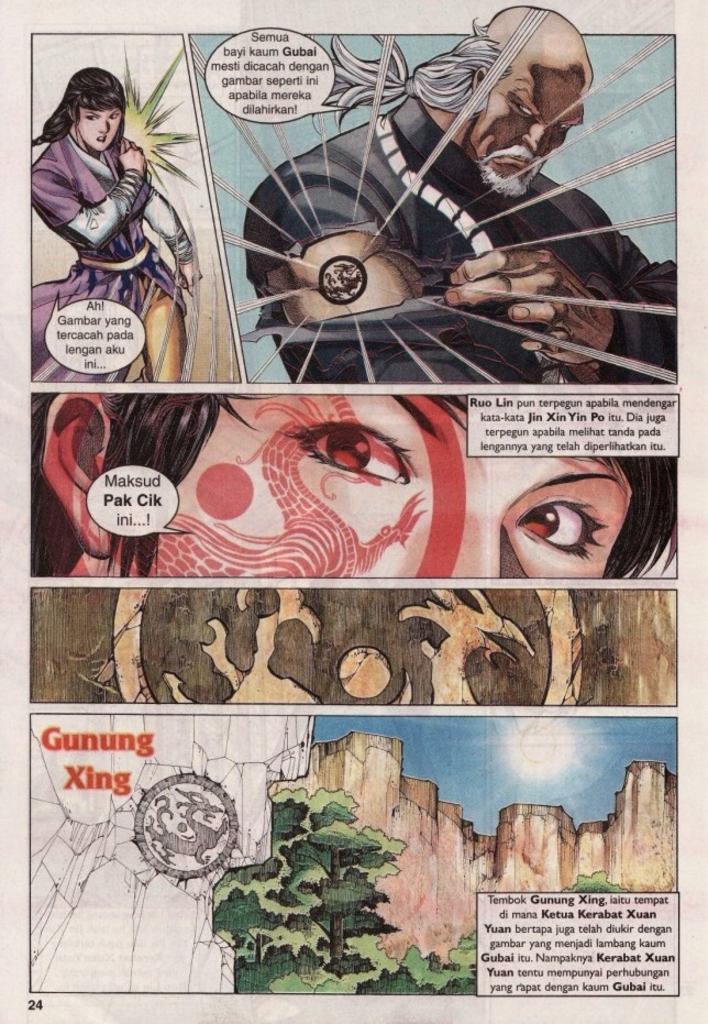 Semua
bayi kaum Gubai
mesti dicacah dengan
gambar seperti ini
apabila mereka
dilahirkan!
Ah!
Gambar yang
tercacah pada
lengan aku
ini...
Ruo Lin pun terpegun apabila mendengar
kata-kata Jin Xin Yin Po itu. Dia juga
terpegun apabila melihat tanda pada
lengannya yang telah diperlihatkan itu.
Maksud
Pak Cik
ini...!
Gunung
Xing
Tembok Gunung Xing, iaitu tempat
di mana Ketua Kerabat Xuan
Yuan bertapa juga telah diukir dengan
gambar yang menjadi lambang kaum
Gubai itu. Nampaknya Kerabat Xuan
Yuan tentu mempunyai perhubungan
yang rapat dengan kaum Gubai itu.
24